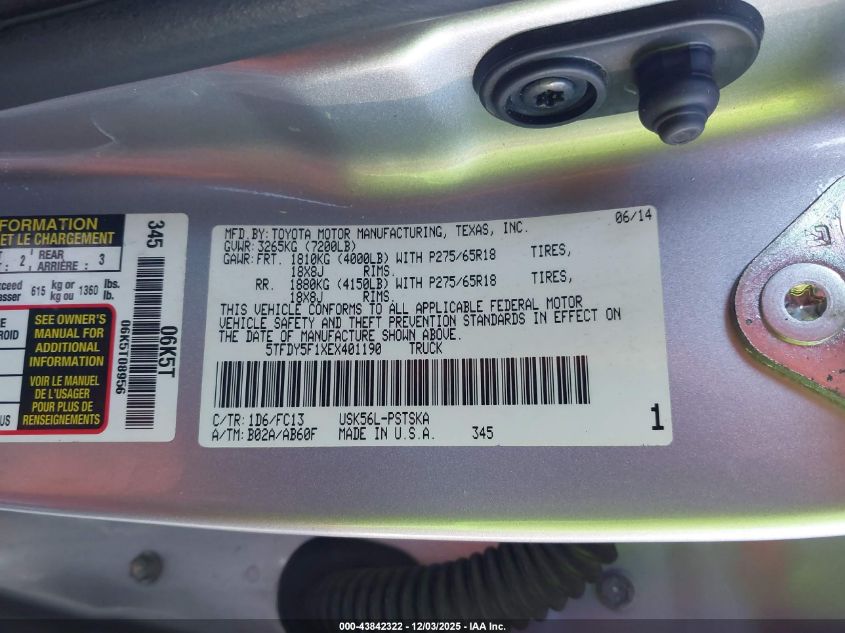 FORMATION
ET LE CHARGEMENT
2 REAR ARRIÈRE : 3
615 kg or kg ou 1360 lbs. lb.
SEE OWNER'S
MANUAL FOR
ADDITIONAL
INFORMATION
VOIR LE MANUEL
DE L'USAGER
POUR PLUS DE
RENSEIGNEMENTS
345
06K5T08956
06K5T
06/14
MFD.BY: TOYOTA MOTOR MANUFACTURING, TEXAS, INC.
GVWR: 3265KG (7200LB)
GAWR: FRT. 1810KG (4000LB) WITH P275/65R18 TIRES,
18X8J RIMS.
RR. 1880KG (4150LB) WITH P275/65R18 TIRES,
18X8J RIMS.
THIS VEHICLE CONFORMS TO ALL APPLICABLE FEDERAL MOTOR
VEHICLE SAFETY AND THEFT PREVENTION STANDARDS IN EFFECT ON
THE DATE OF MANUFACTURE SHOWN ABOVE.
5TFDY5F1XEX401190 TRUCK
C/TR: 1D6/FC13 USK56L-PSTSKA
A/TM: B02A/AB60F MADE IN U.S.A. 345
1
000-43842322 — 12/03/2025 — IAA Inc.